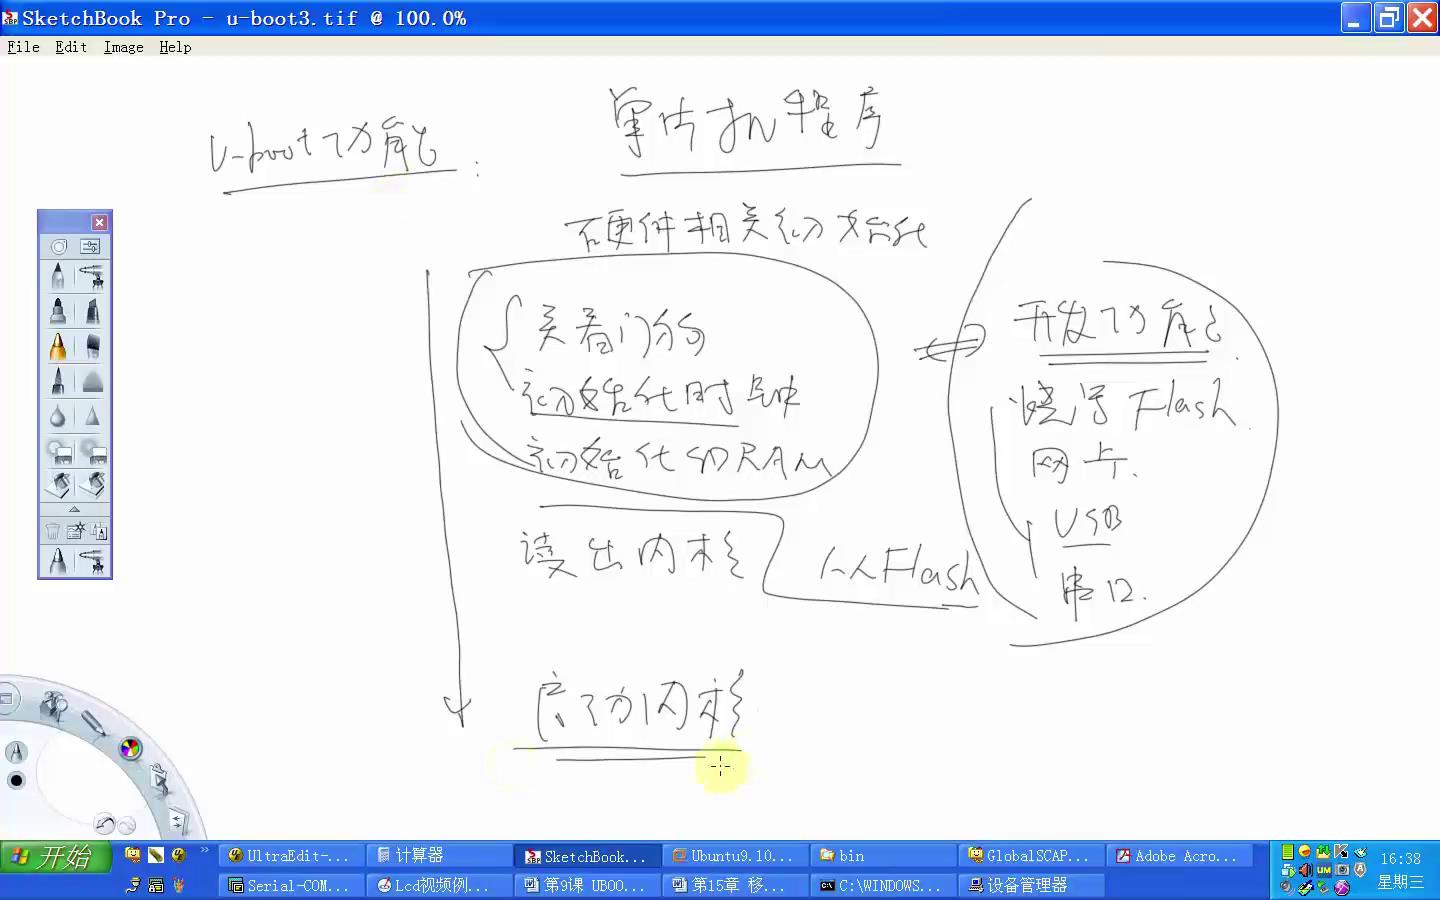 SketchBook Pro - u-boot3.tif @ 100.0%
File Edit Image Help
u-boot功能:
单片机程序
硬件相关初始化
关看门狗
初始化时钟
初始化SDRAM
读出内核
从Flash
启动内核
开发功能
烧写Flash
网卡.
USB
串口.
开始
UltraEdit-...
计算器
SketchBook...
Ubuntu9.10...
bin
GlobalSCAP...
Adobe Acro...
16:38
Serial-COM...
Lcd视频例...
第9课 UBOO...
第15章 移...
C:\WINDOWS...
设备管理器
星期三